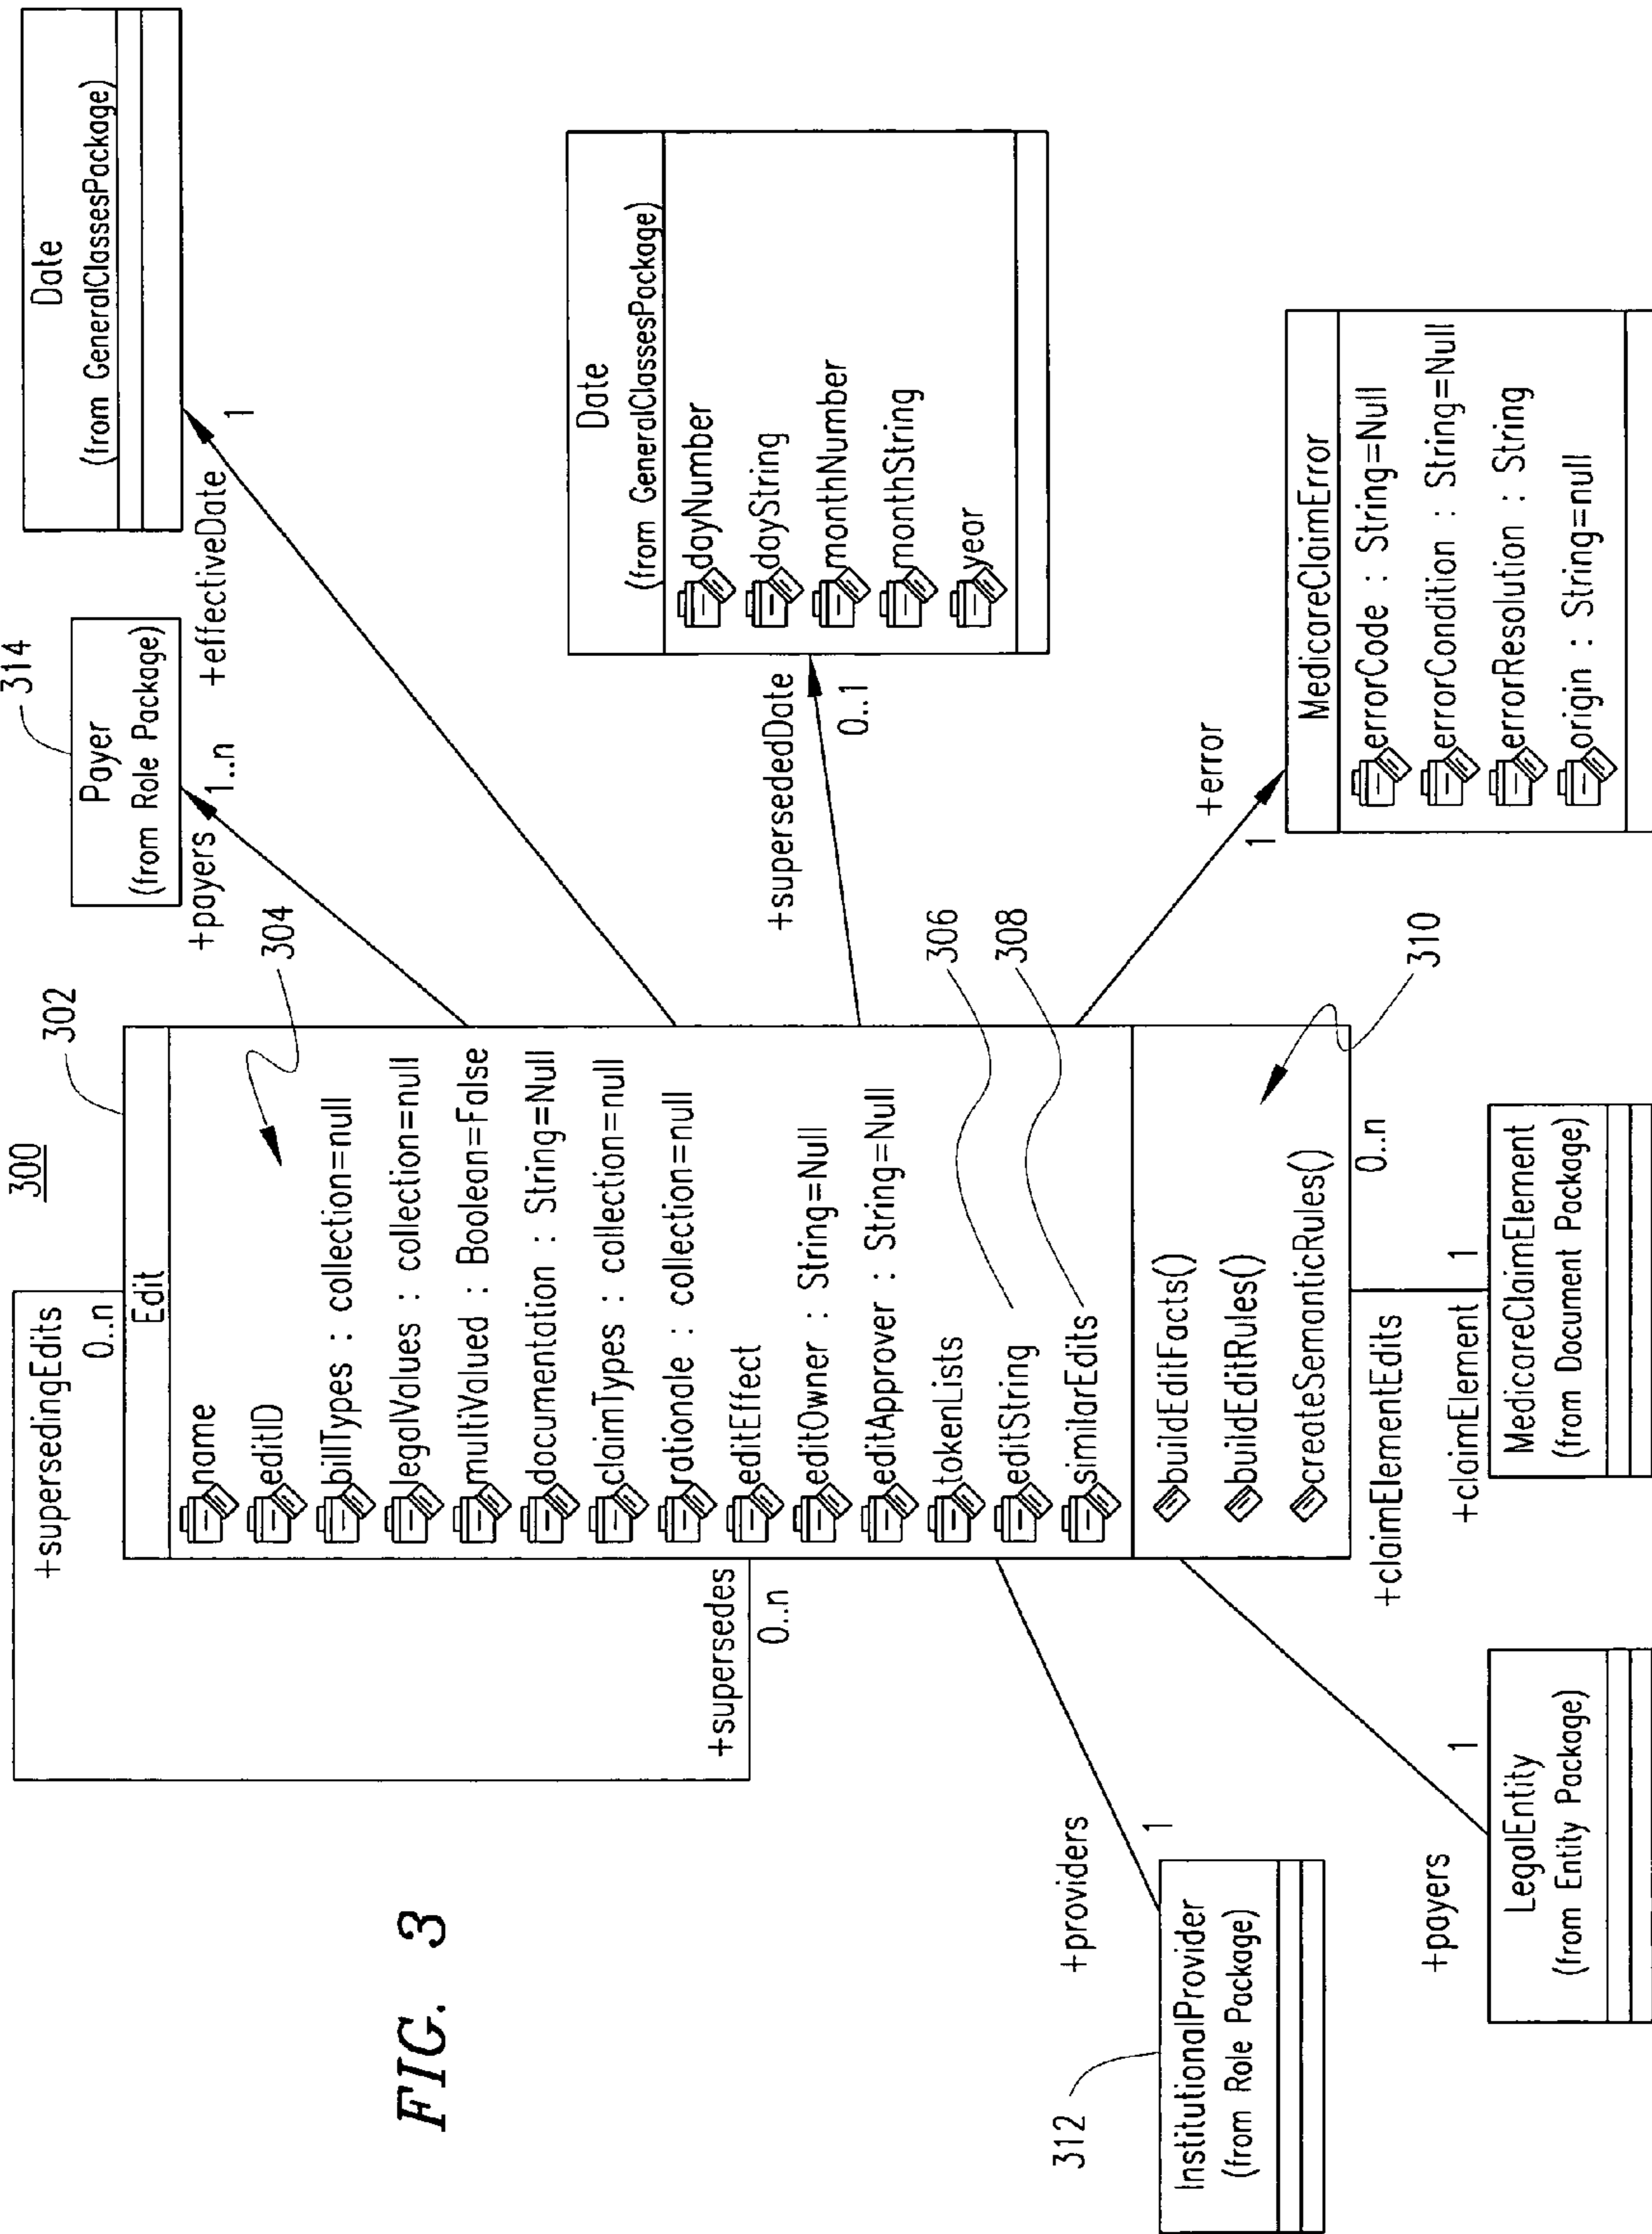 300
302
+supersedingEdits
0..n
Edit
name
editID
billTypes : collection=null
legalValues : collection=null
multiValued : Boolean=False
documentation : String=Null
claimTypes : collection=null
rationale : collection=null
editEffect
editOwner : String=Null
editApprover : String=Null
tokenLists
editString
similarEdits
buildEditFacts()
buildEditRules()
createSemanticRules()
304
306
308
310
+supersedes
0..n
314
Payer
(from Role Package)
+payers
1..n
Date
(from GeneralClassesPackage)
+effectiveDate
1
Date
(from GeneralClassesPackage)
dayNumber
dayString
monthNumber
monthString
year
+supersededDate
0..1
MedicareClaimError
errorCode : String=Null
errorCondition : String=Null
errorResolution : String
origin : String=null
+error
1
+claimElementEdits
0..n
+claimElement
1
MedicareClaimElement
(from Document Package)
+payers
1
LegalEntity
(from Entity Package)
+providers
1
312
InstitutionalProvider
(from Role Package)
FIG. 3